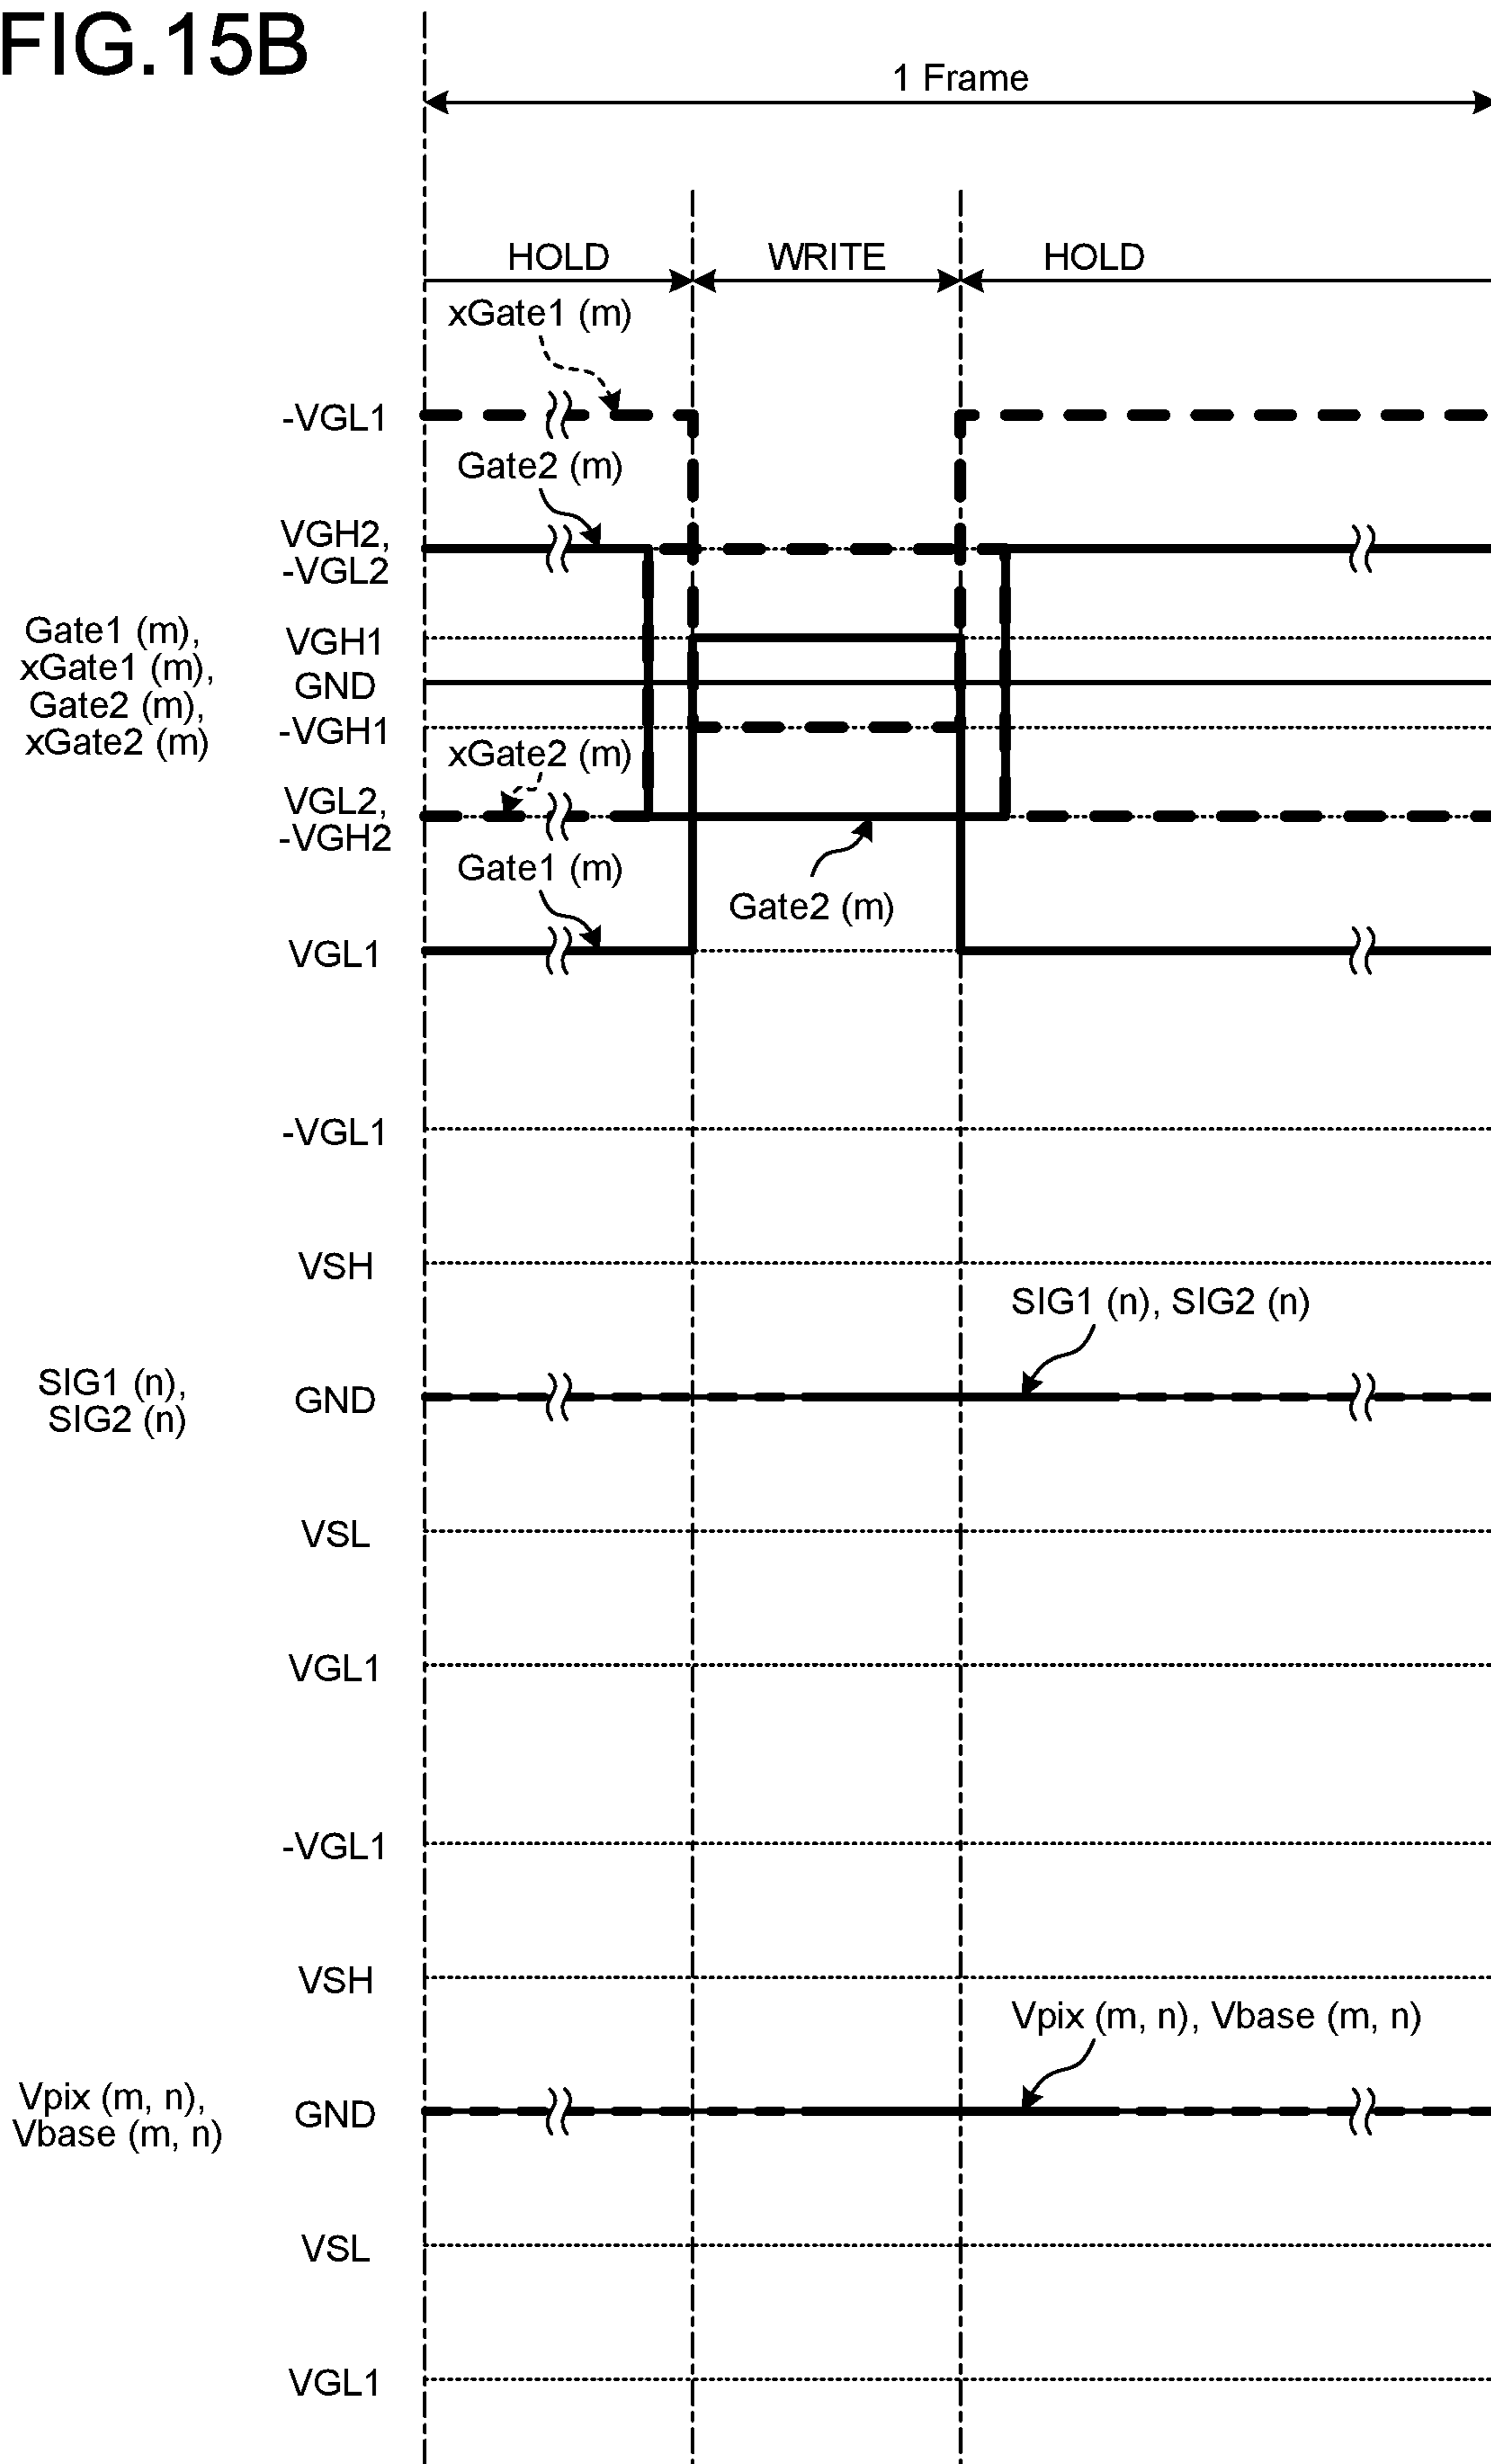 FIG.15B
1 Frame
HOLD
WRITE
HOLD
xGate1 (m)
-VGL1
Gate2 (m)
VGH2,
-VGL2
Gate1 (m),
xGate1 (m),
Gate2 (m),
xGate2 (m)
VGH1
GND
-VGH1
xGate2 (m)
VGL2,
-VGH2
Gate1 (m)
Gate2 (m)
VGL1
-VGL1
VSH
SIG1 (n), SIG2 (n)
SIG1 (n),
SIG2 (n)
GND
VSL
VGL1
-VGL1
VSH
Vpix (m, n), Vbase (m, n)
Vpix (m, n),
Vbase (m, n)
GND
VSL
VGL1